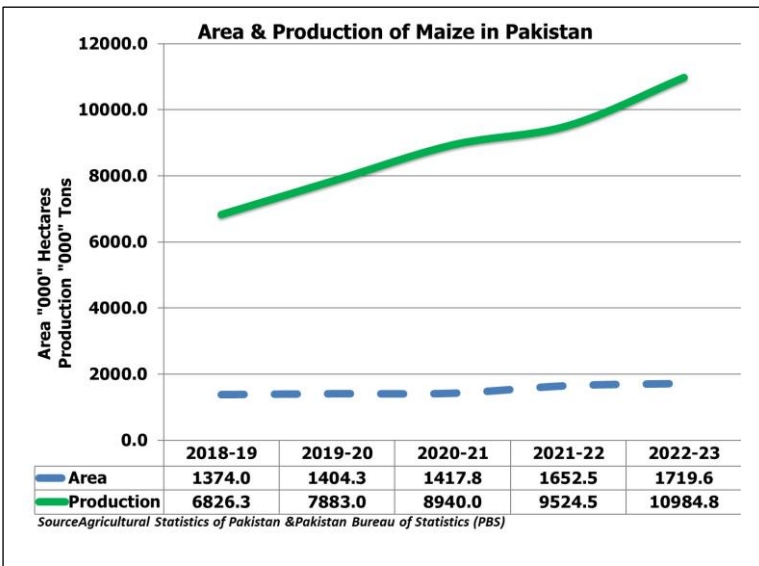 Area & Production of Maize in Pakistan
12000.0
10000.0
8000.0
6000.0
4000.0
2000.0
0.0
Area "000" Hectares
Production "000" Tons
2018-19 2019-20 2020-21 2021-22 2022-23
Area 1374.0 1404.3 1417.8 1652.5 1719.6
Production 6826.3 7883.0 8940.0 9524.5 10984.8
SourceAgricultural Statistics of Pakistan &Pakistan Bureau of Statistics (PBS)